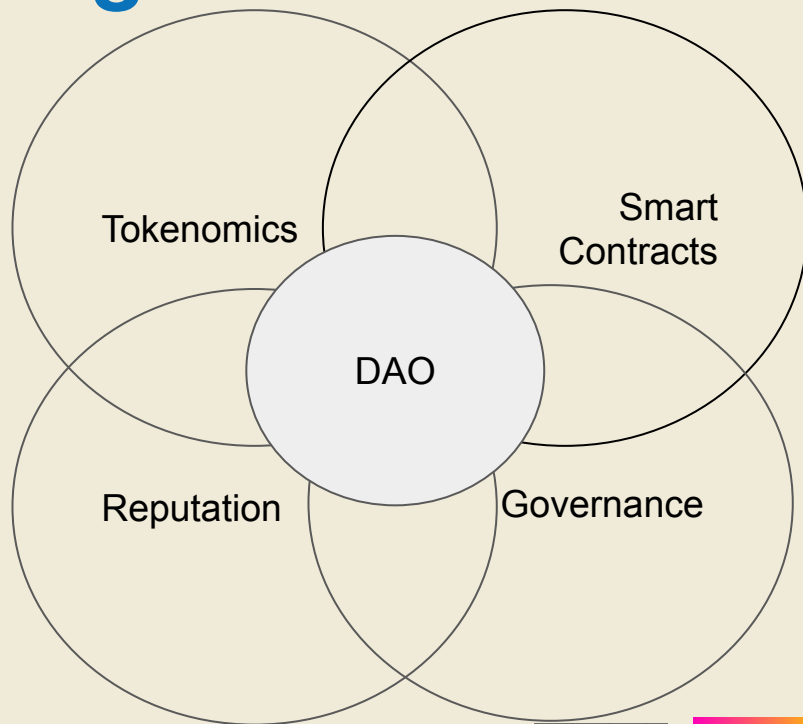 Tokenomics
Smart
Contracts
DAO
Reputation
Governance